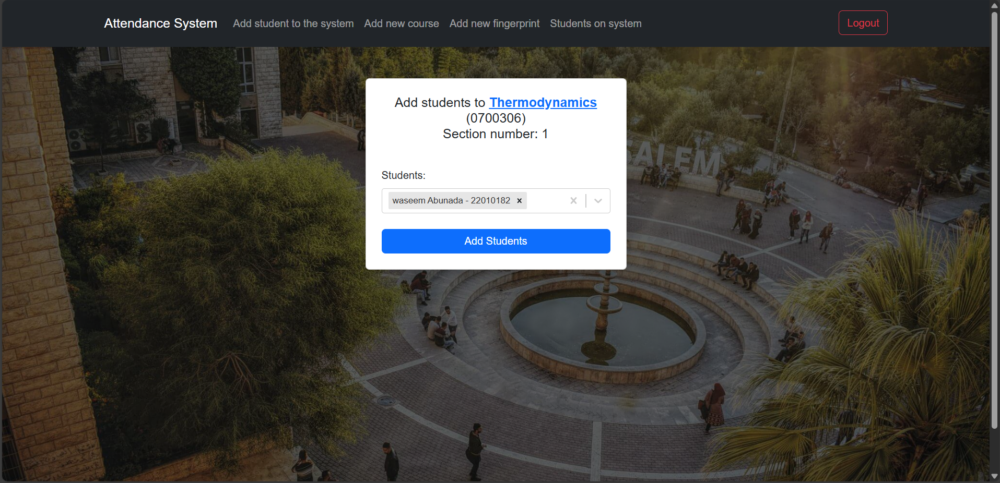 Attendance System Add student to the system Add new course Add new fingerprint Students on system Logout
Add students to Thermodynamics
(0700306)
Section number: 1
SALEM
Students:
waseem Abunada - 22010182
Add Students